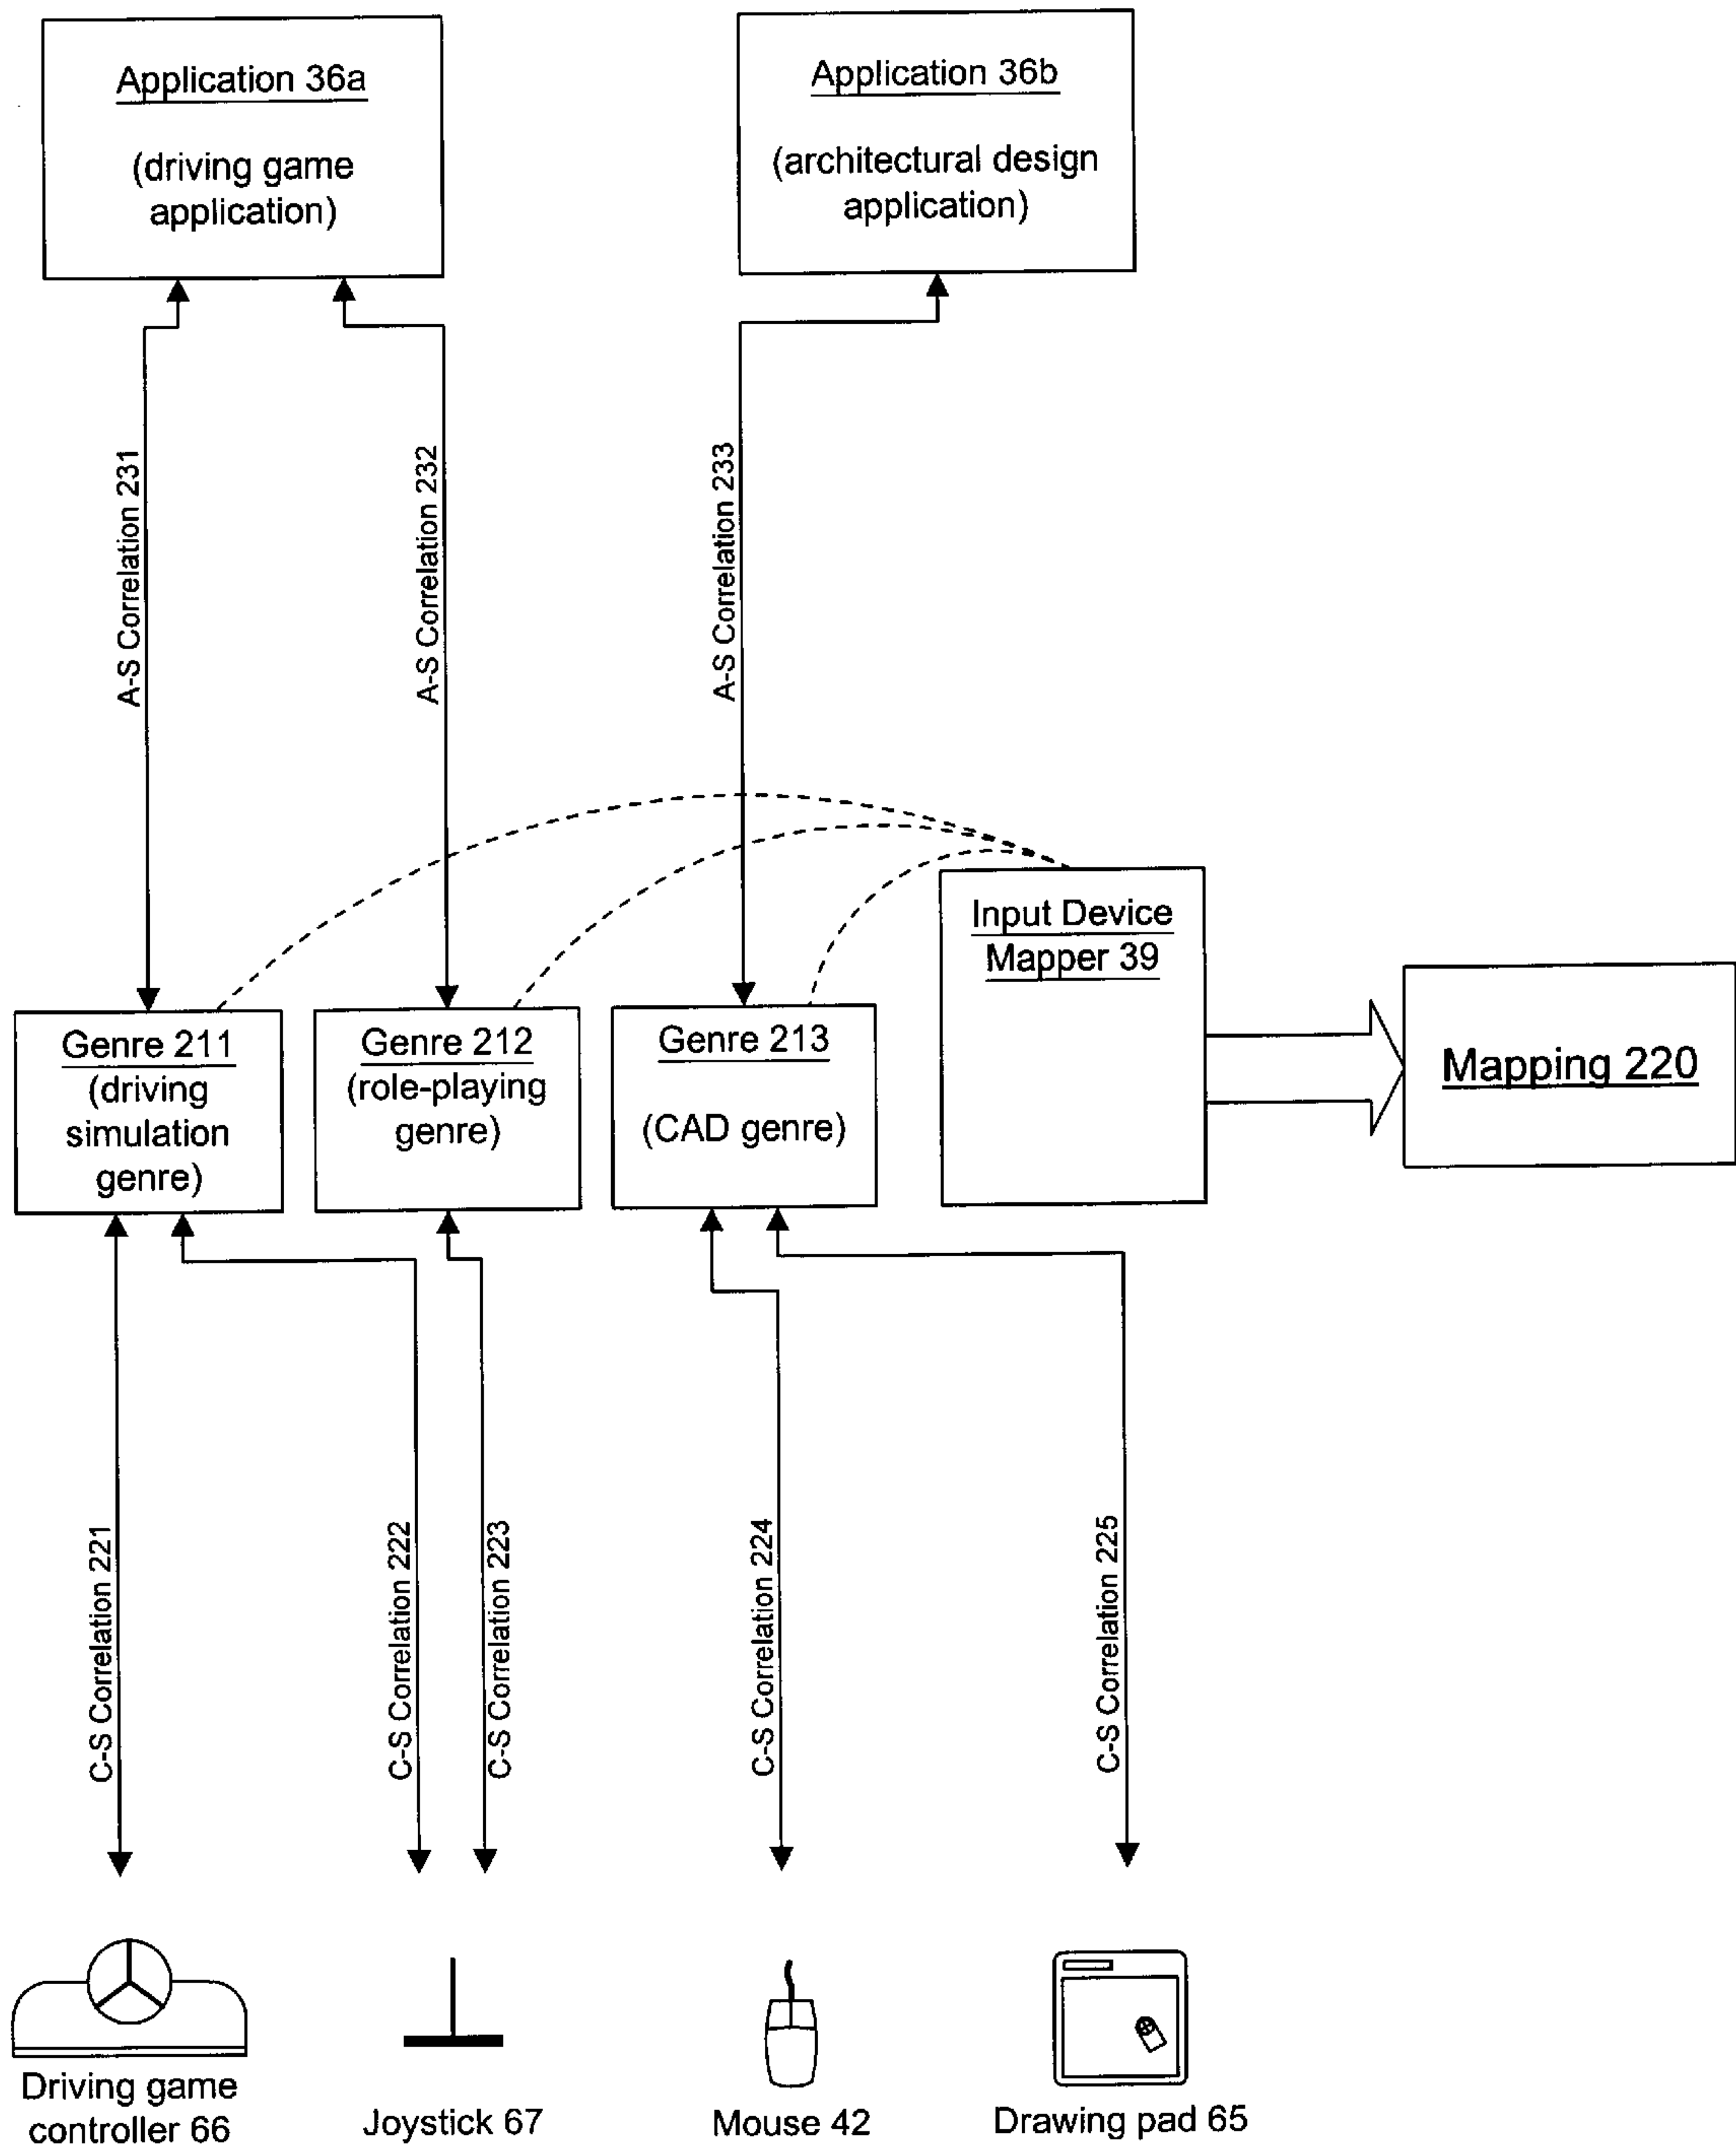 Application 36a
(driving game
application)
Application 36b
(architectural design
application)
A-S Correlation 231
A-S Correlation 232
A-S Correlation 233
Input Device
Mapper 39
Mapping 220
Genre 211
(driving
simulation
genre)
Genre 212
(role-playing
genre)
Genre 213
(CAD genre)
C-S Correlation 221
C-S Correlation 222
C-S Correlation 223
C-S Correlation 224
C-S Correlation 225
Driving game
controller 66
Joystick 67
Mouse 42
Drawing pad 65